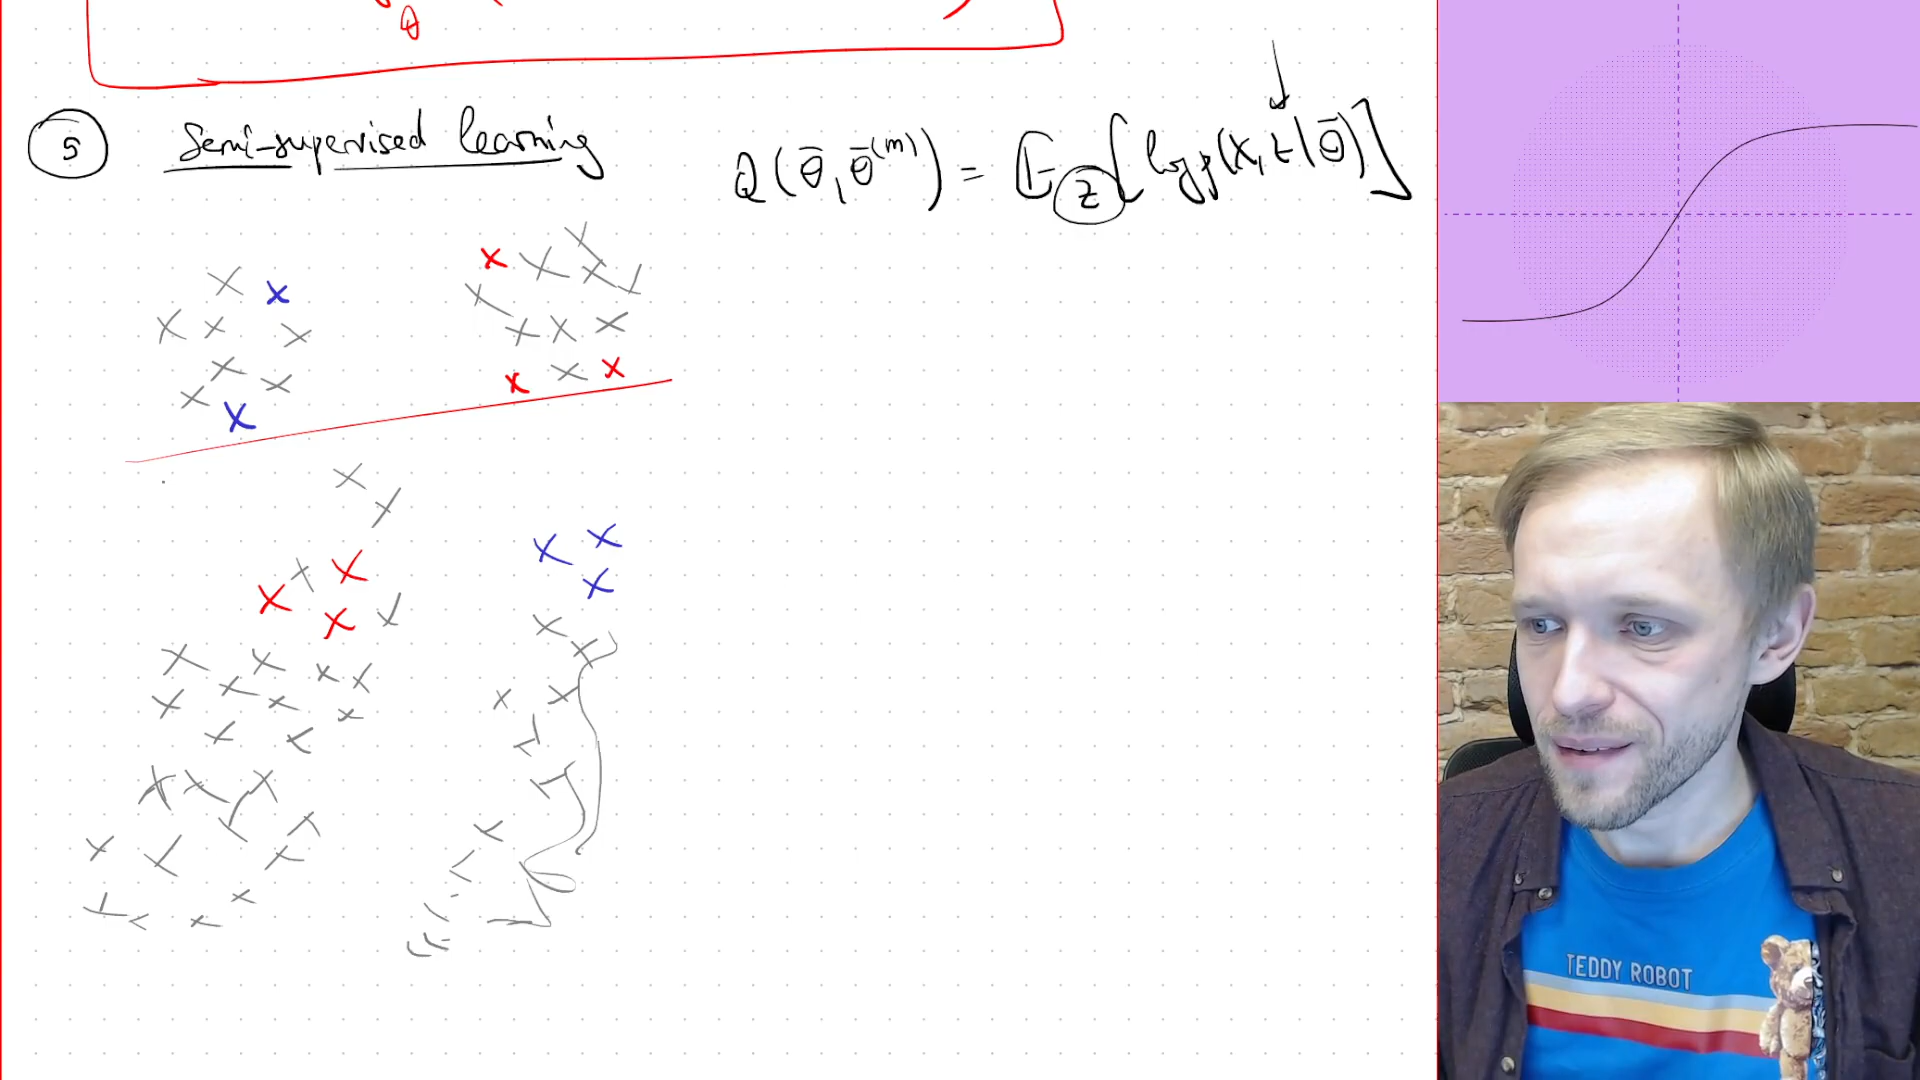 θ
5 Semi-supervised learning
Q(θ̄, θ̄⁽ᵐ⁾) = E_z[log p(X, Z|θ̄)]
TEDDY ROBOT